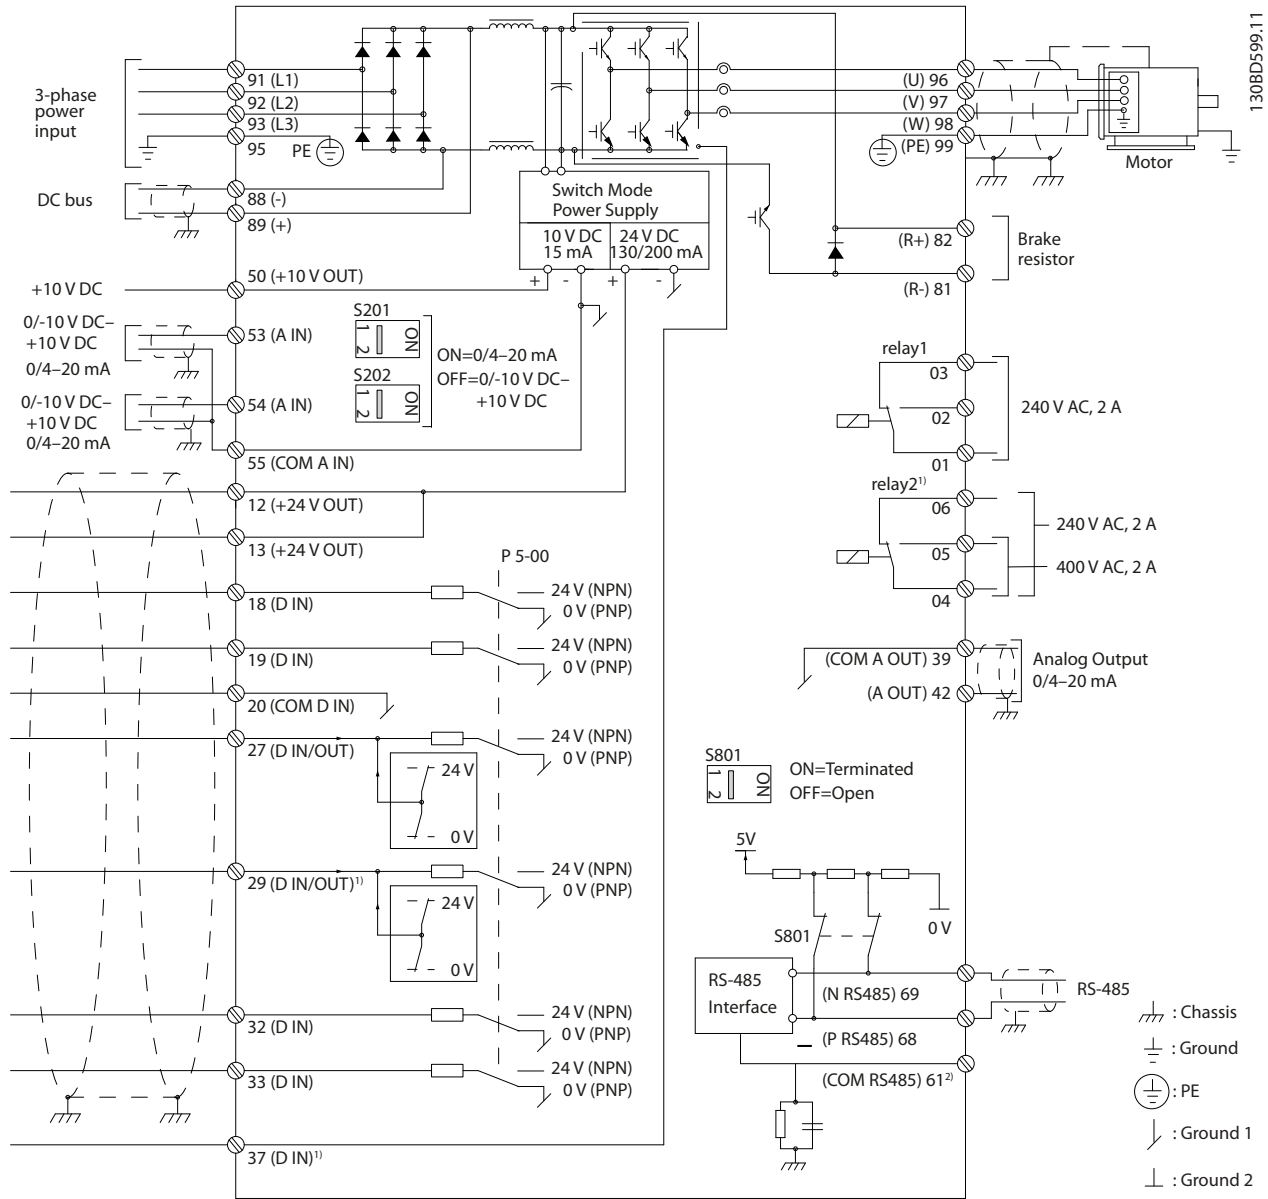 130BD599.11
3-phase
power
input
91 (L1)
92 (L2)
93 (L3)
95
PE
DC bus
88 (-)
89 (+)
+10 V DC
50 (+10 V OUT)
0/-10 V DC–
+10 V DC
0/4–20 mA
53 (A IN)
0/-10 V DC–
+10 V DC
0/4–20 mA
54 (A IN)
55 (COM A IN)
12 (+24 V OUT)
13 (+24 V OUT)
18 (D IN)
19 (D IN)
20 (COM D IN)
27 (D IN/OUT)
29 (D IN/OUT)1)
32 (D IN)
33 (D IN)
37 (D IN)1)
Switch Mode
Power Supply
10 V DC
15 mA
24 V DC
130/200 mA
+ - + -
S201
1 2 ON
S202
1 2 ON
ON=0/4–20 mA
OFF=0/-10 V DC–
+10 V DC
P 5-00
24 V (NPN)
0 V (PNP)
24 V (NPN)
0 V (PNP)
24 V (NPN)
0 V (PNP)
24 V
0 V
24 V (NPN)
0 V (PNP)
24 V
0 V
24 V (NPN)
0 V (PNP)
24 V (NPN)
0 V (PNP)
(U) 96
(V) 97
(W) 98
(PE) 99
Motor
(R+) 82
(R-) 81
Brake
resistor
relay1
03
02
01
240 V AC, 2 A
relay21)
06
05
04
240 V AC, 2 A
400 V AC, 2 A
(COM A OUT) 39
(A OUT) 42
Analog Output
0/4–20 mA
S801
1 2 ON
ON=Terminated
OFF=Open
5V
0 V
S801
RS-485
Interface
(N RS485) 69
(P RS485) 68
(COM RS485) 612)
RS-485
: Chassis
: Ground
: PE
: Ground 1
: Ground 2